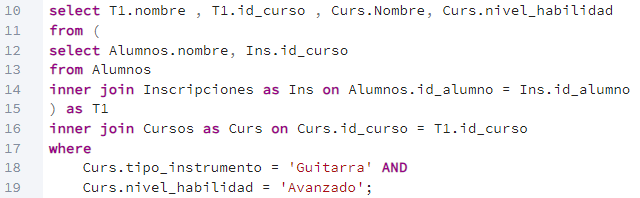 10 select T1.nombre , T1.id_curso , Curs.Nombre, Curs.nivel_habilidad
11 from (
12 select Alumnos.nombre, Ins.id_curso
13 from Alumnos
14 inner join Inscripciones as Ins on Alumnos.id_alumno = Ins.id_alumno
15 ) as T1
16 inner join Cursos as Curs on Curs.id_curso = T1.id_curso
17 where
18     Curs.tipo_instrumento = 'Guitarra' AND
19     Curs.nivel_habilidad = 'Avanzado';